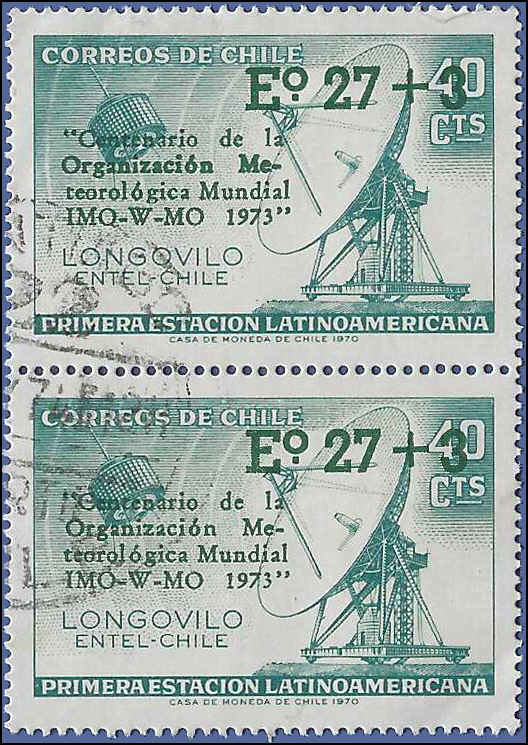 CORREOS DE CHILE
40
Eº 27 +3
CTS
"Centenario de la
Organización Me-
teorológica Mundial
IMO-W-MO 1973"
LONGOVILO
ENTEL-CHILE
PRIMERA ESTACION LATINOAMERICANA
CASA DE MONEDA DE CHILE 1970
CORREOS DE CHILE
40
Eº 27 +3
CTS
"Centenario de la
Organización Me-
teorológica Mundial
IMO-W-MO 1973"
LONGOVILO
ENTEL-CHILE
PRIMERA ESTACION LATINOAMERICANA
CASA DE MONEDA DE CHILE 1970